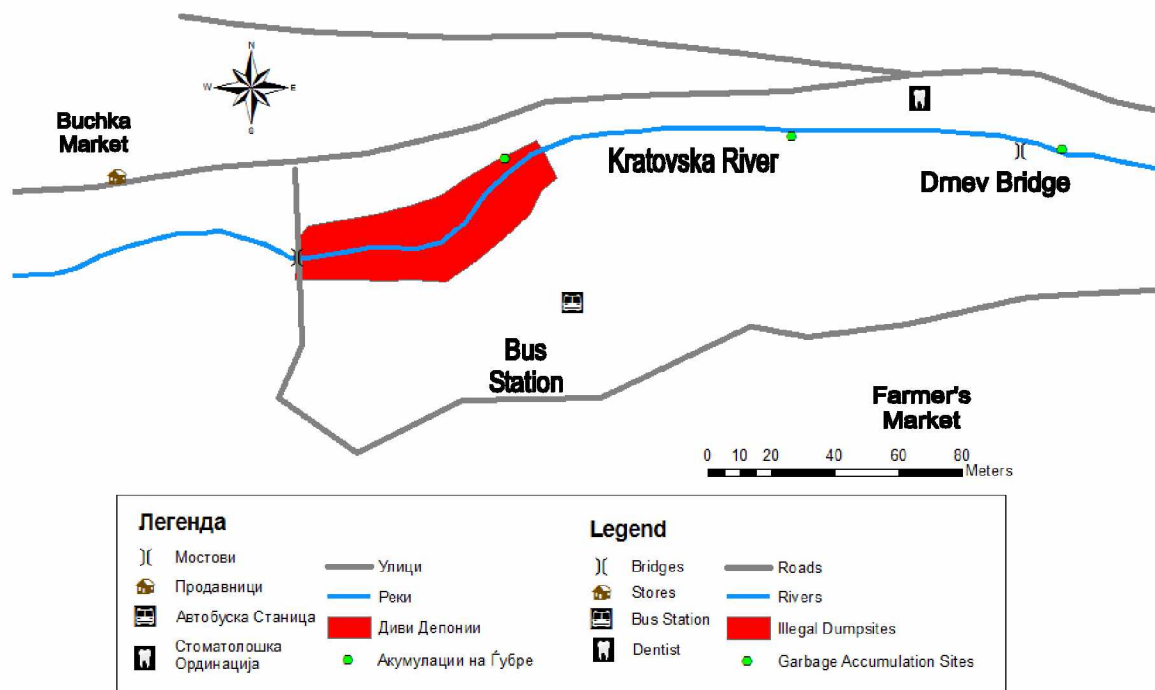 N
W E
S
Buchka
Market
Kratovska River
Drnev Bridge
Bus
Station
Farmer's
Market
0 10 20 40 60 80
Meters
Легенда
Мостови
Продавници
Автобуска Станица
Стоматолошка
Ординација
Улици
Реки
Диви Депонии
Акумулации на Ѓубре
Legend
Bridges
Stores
Bus Station
Dentist
Roads
Rivers
Illegal Dumpsites
Garbage Accumulation Sites